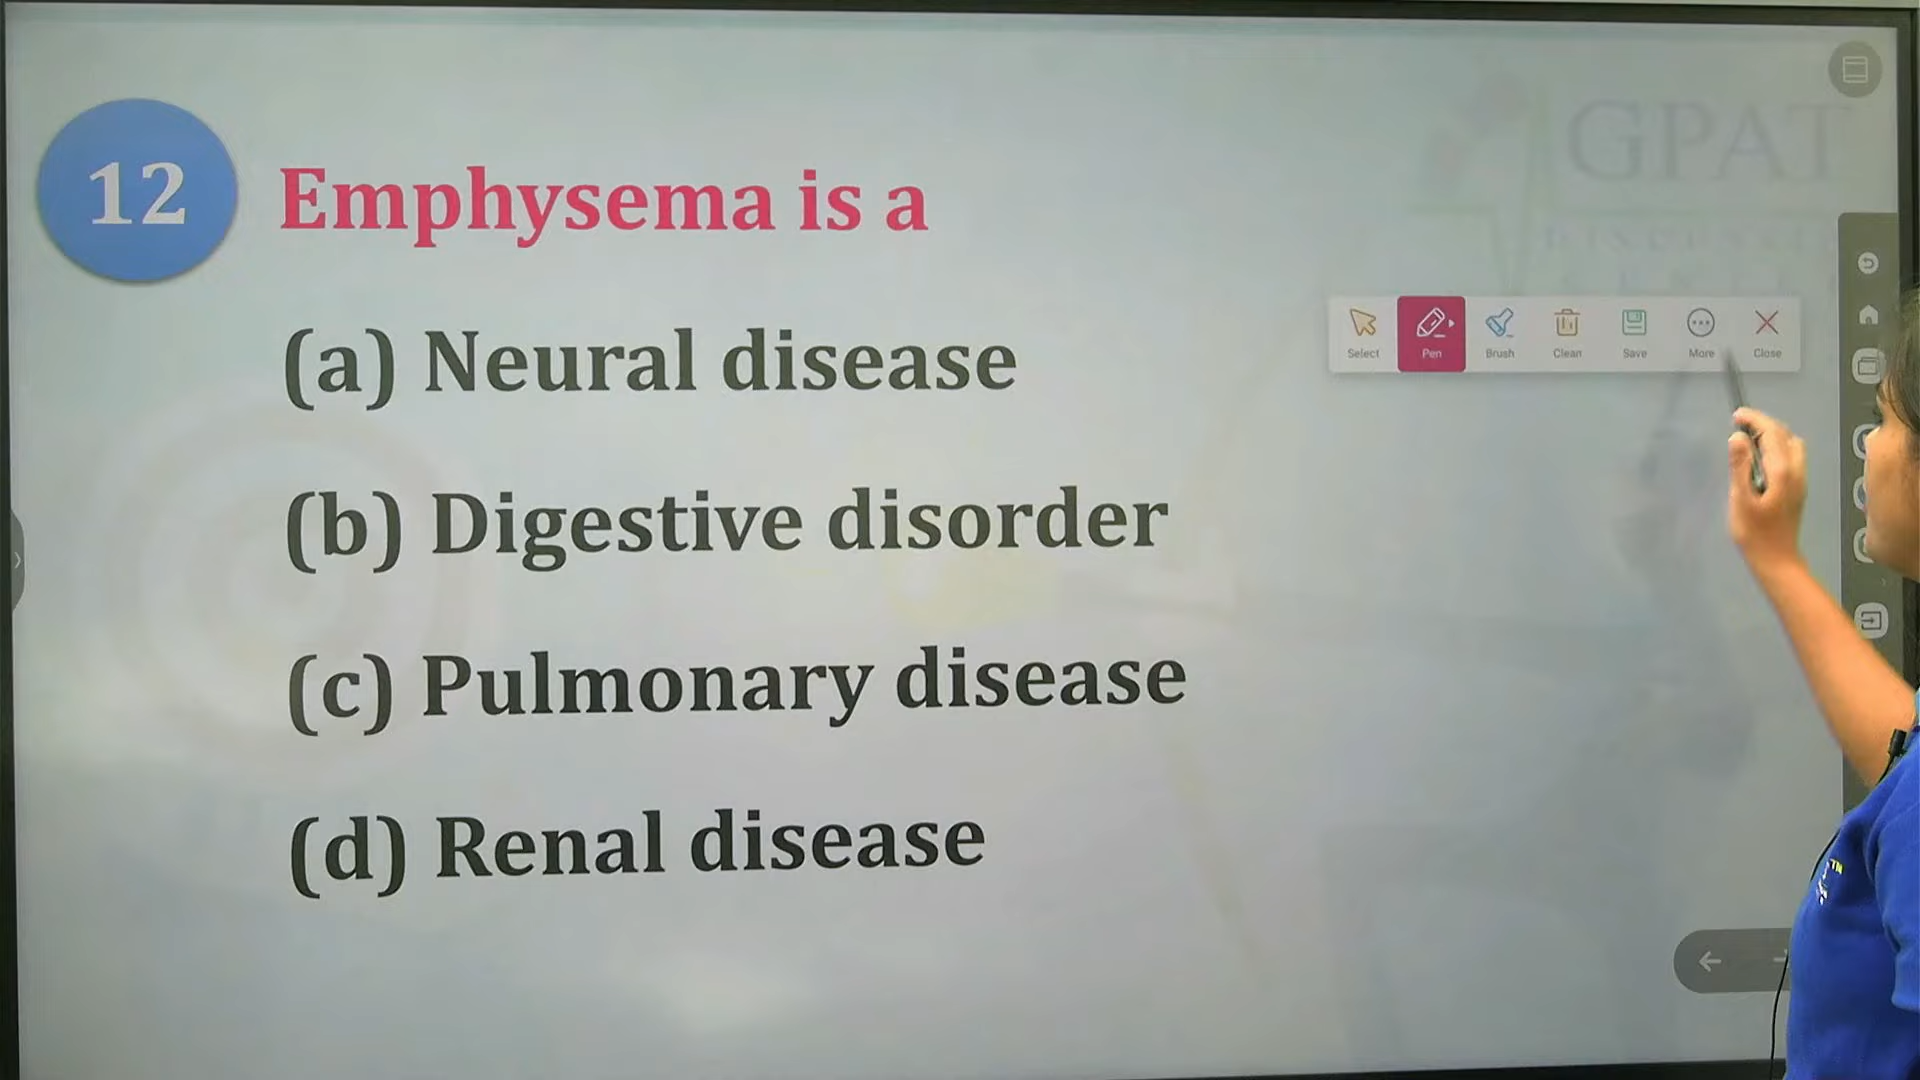 12
Emphysema is a
(a) Neural disease
(b) Digestive disorder
(c) Pulmonary disease
(d) Renal disease
GPAT
Select Pen Brush Clean Save More Close
TM